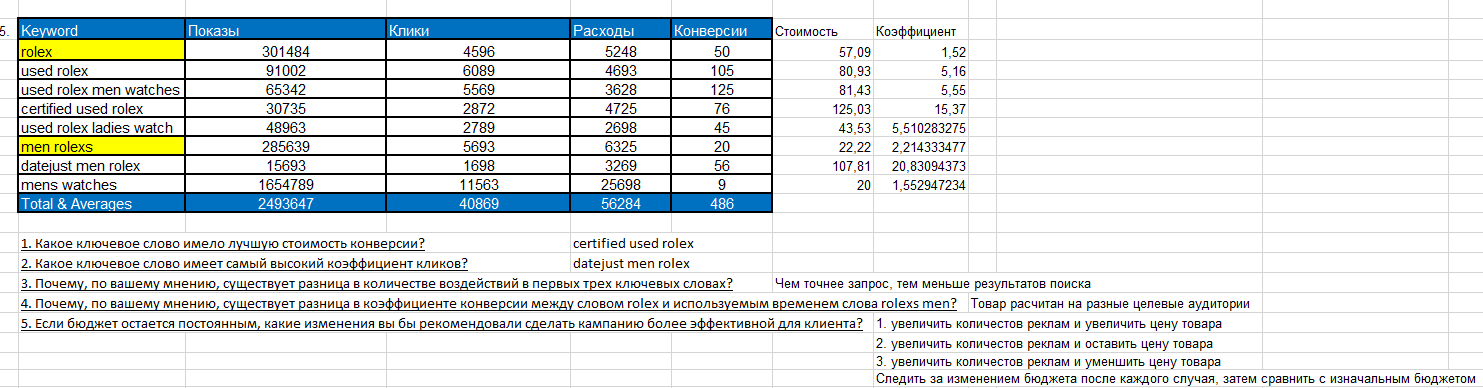 5. Keyword Показы Клики Расходы Конверсии Стоимость Коэффициент
rolex 301484 4596 5248 50 57,09 1,52
used rolex 91002 6089 4693 105 80,93 5,16
used rolex men watches 65342 5569 3628 125 81,43 5,55
certified used rolex 30735 2872 4725 76 125,03 15,37
used rolex ladies watch 48963 2789 2698 45 43,53 5,510283275
men rolexs 285639 5693 6325 20 22,22 2,214333477
datejust men rolex 15693 1698 3269 56 107,81 20,83094373
mens watches 1654789 11563 25698 9 20 1,552947234
Total & Averages 2493647 40869 56284 486
1. Какое ключевое слово имело лучшую стоимость конверсии? certified used rolex
2. Какое ключевое слово имеет самый высокий коэффициент кликов? datejust men rolex
3. Почему, по вашему мнению, существует разница в количестве воздействий в первых трех ключевых словах? Чем точнее запрос, тем меньше результатов поиска
4. Почему, по вашему мнению, существует разница в коэффициенте конверсии между словом rolex и используемым временем слова rolexs men? Товар расчитан на разные целевые аудитории
5. Если бюджет остается постоянным, какие изменения вы бы рекомендовали сделать кампанию более эффективной для клиента? 1. увеличить количестов реклам и увеличить цену товара
2. увеличить количестов реклам и оставить цену товара
3. увеличить количестов реклам и уменшить цену товара
Следить за изменением бюджета после каждого случая, затем сравнить с изначальным бюджетом